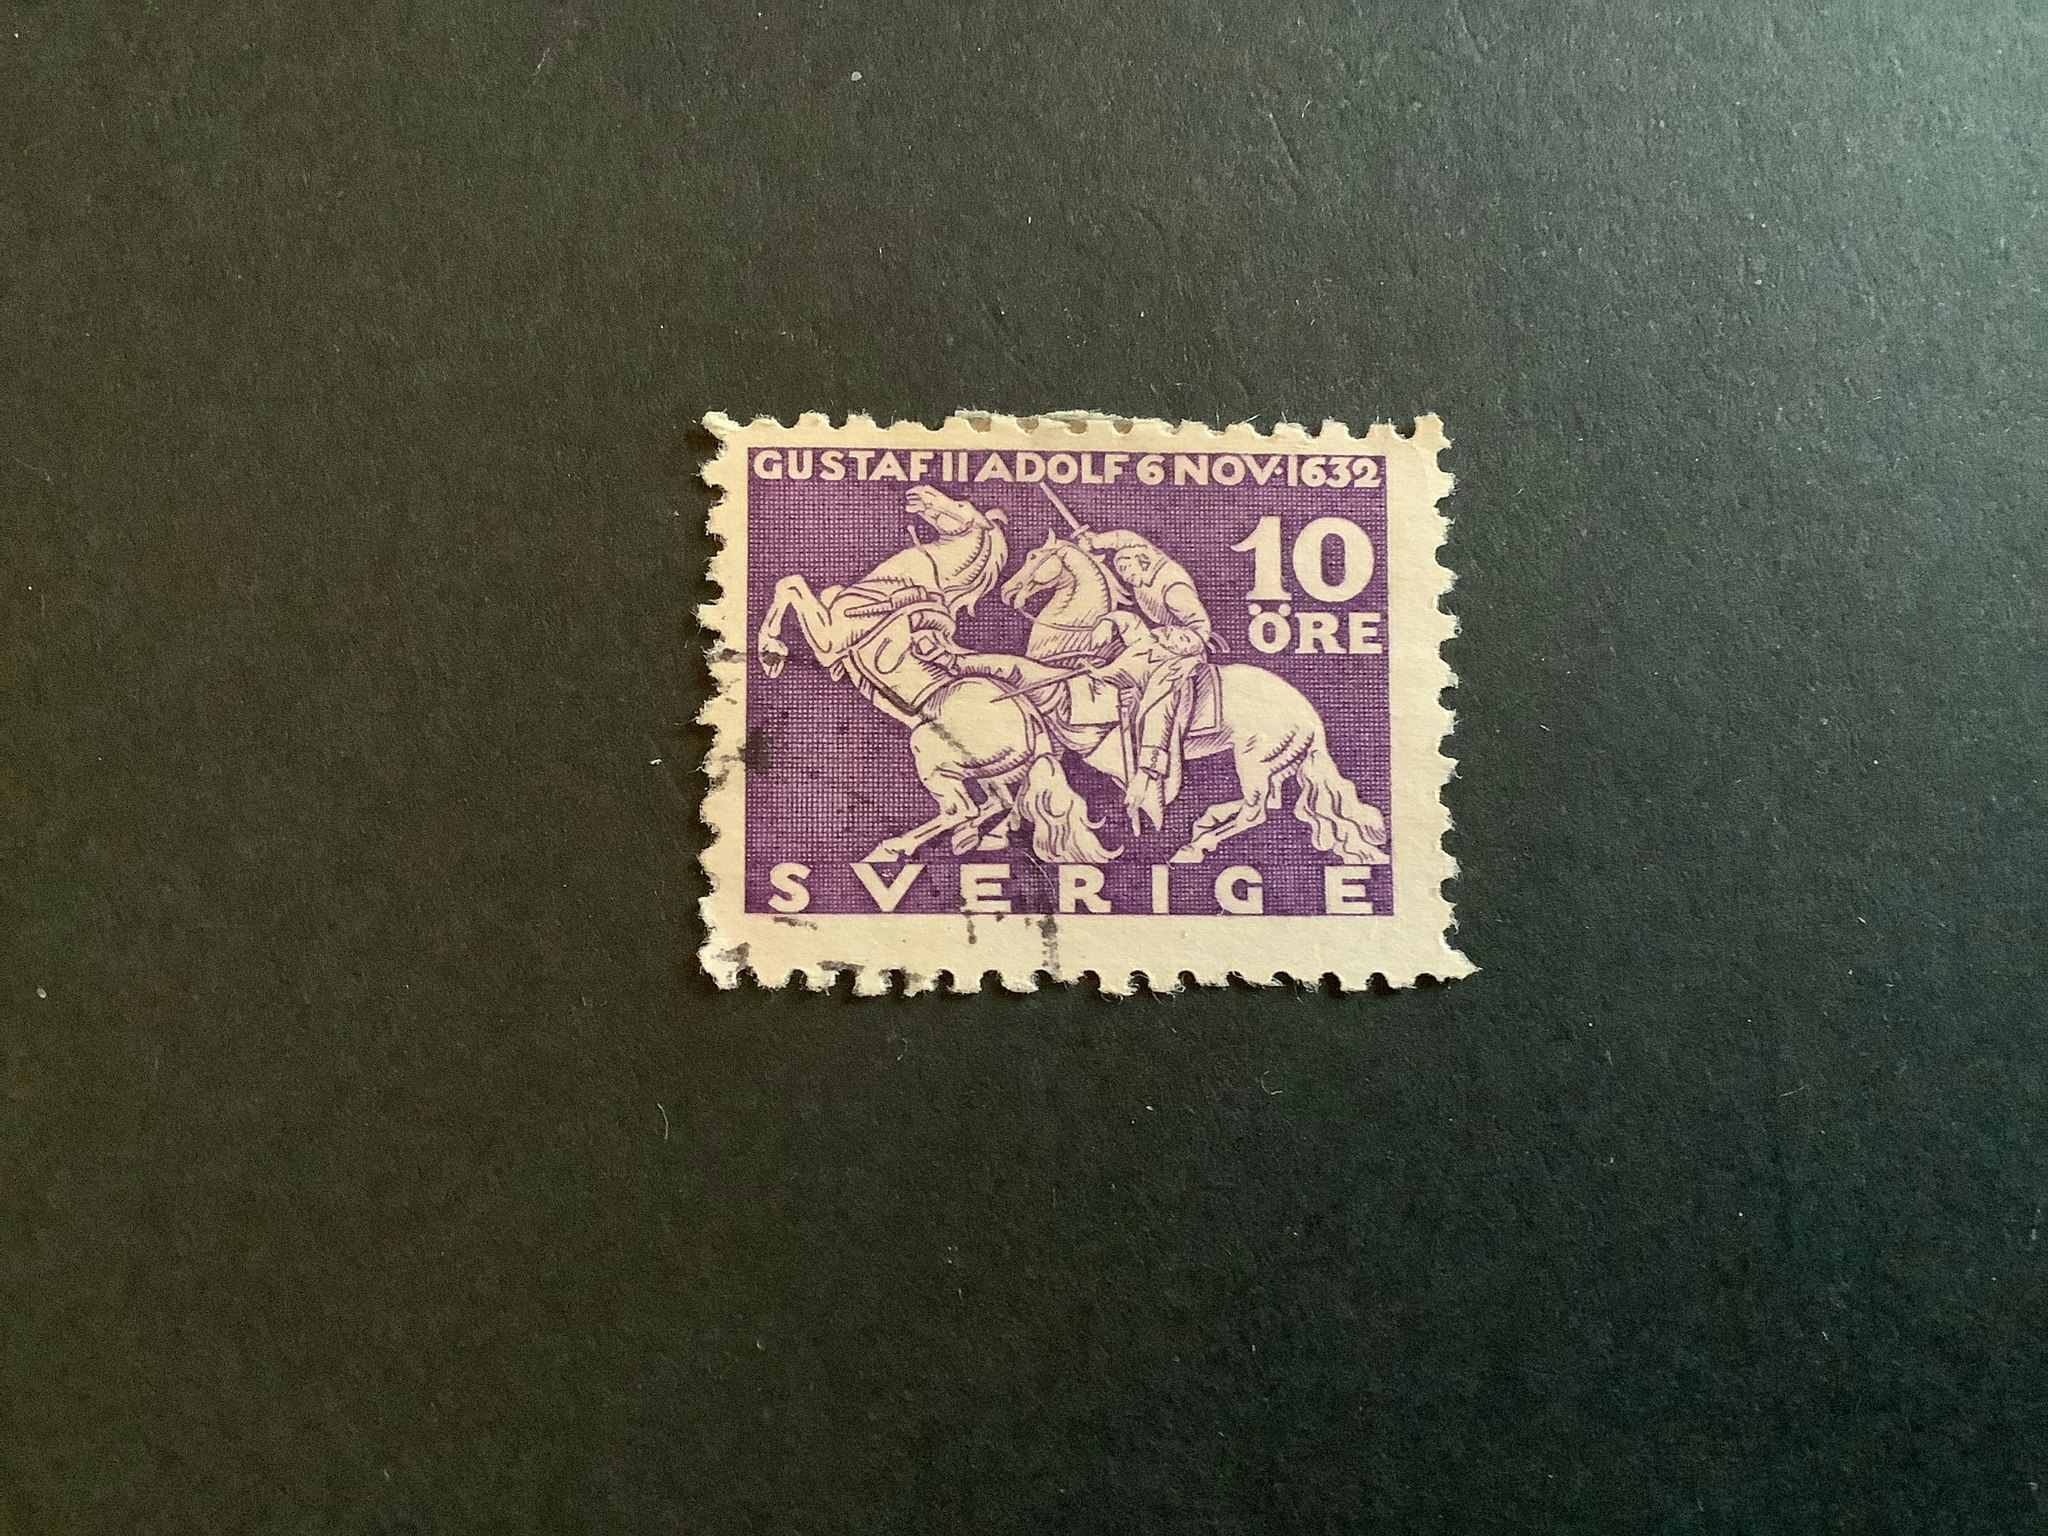 GUSTAF II ADOLF 6 NOV·1632
10
ÖRE
SVERIGE